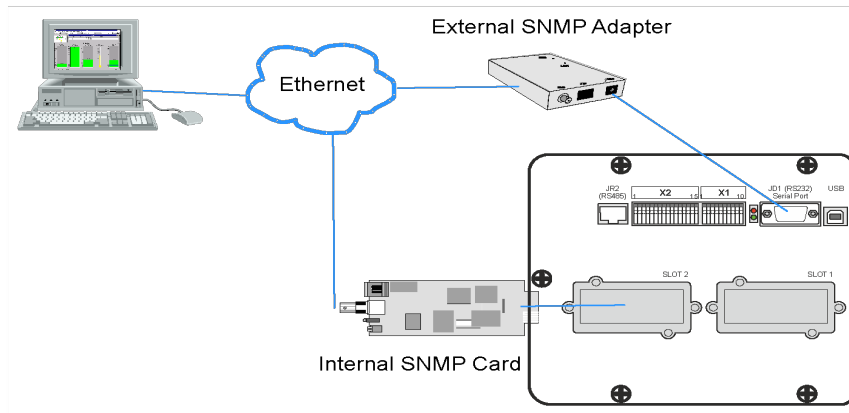 External SNMP Adapter
Ethernet
JR2
(RS485)
X2
1 15
X1
1 10
JD1 (RS232)
Serial Port
USB
SLOT 2
SLOT 1
Internal SNMP Card